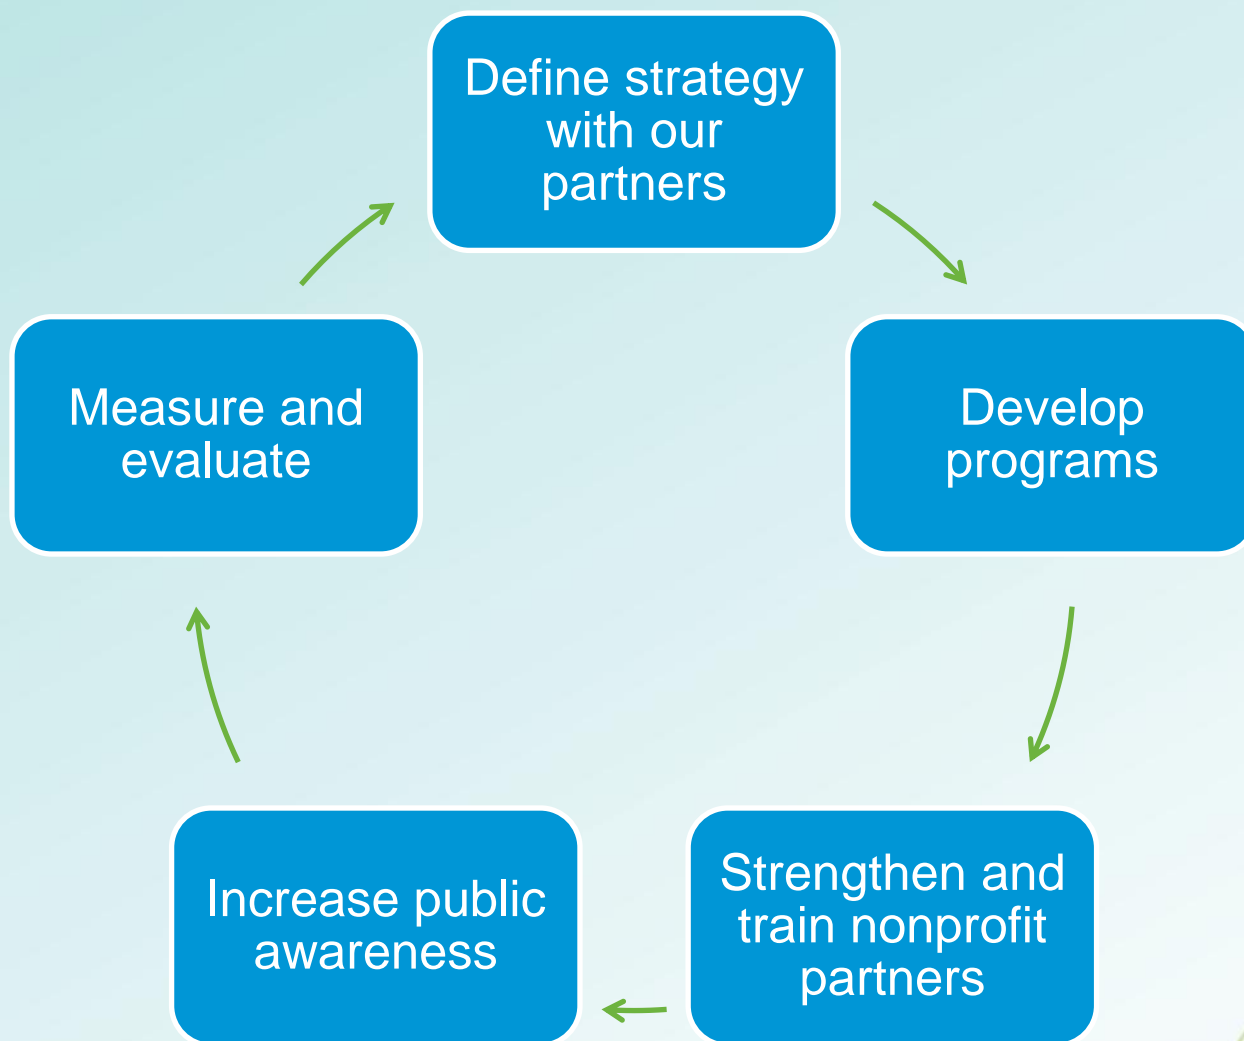 Define strategy
with our
partners
Develop
programs
Strengthen and
train nonprofit
partners
Increase public
awareness
Measure and
evaluate